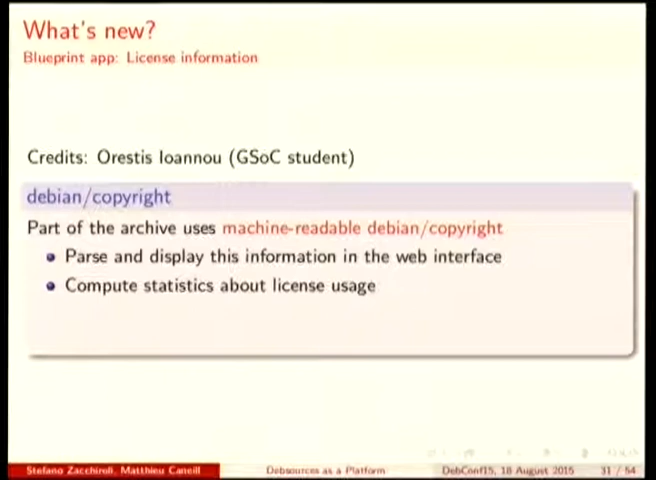 What's new?
Blueprint app: License information
Credits: Orestis Ioannou (GSoC student)
debian/copyright
Part of the archive uses machine-readable debian/copyright
Parse and display this information in the web interface
Compute statistics about license usage
Stefano Zacchiroli, Matthieu Caneill
Debsources as a Platform
DebConf15, 18 August 2015
31 / 54